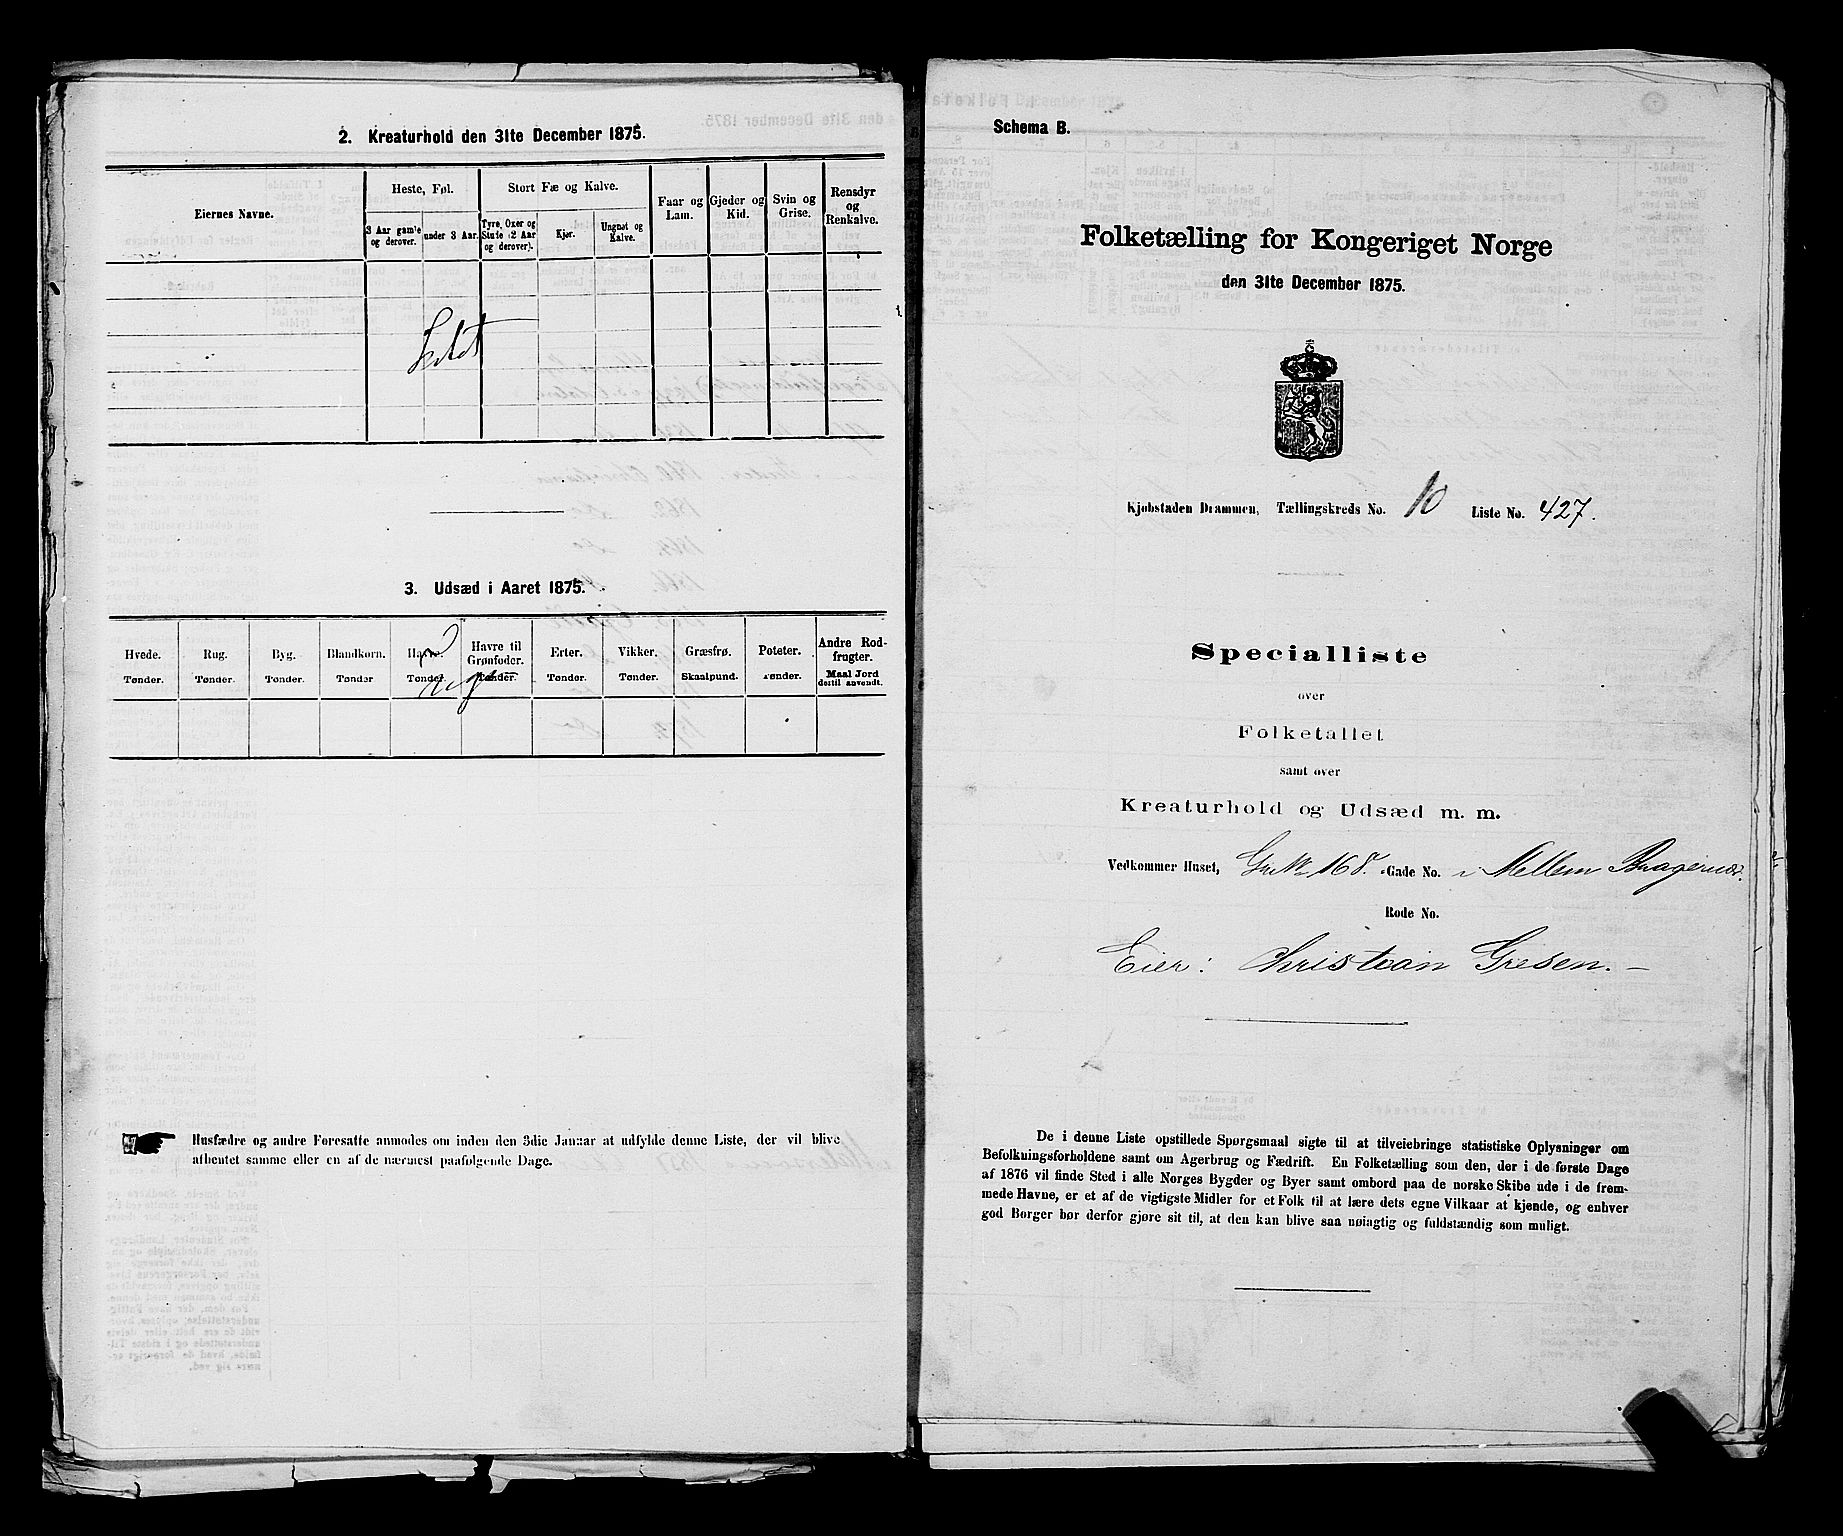 2. Kreaturhold den 31te December 1875.
Eiernes Navne.
Heste, Føl.
3 Aar gamle og derover.
under 3 Aar.
Stort Fæ og Kalve.
Tyre, Oxer og Stute (2 Aar og derover).
Kjør.
Ungnøt og Kalve.
Faar og Lam.
Gjeder og Kid.
Svin og Grise.
Rensdyr og Renkalve.
3. Udsæd i Aaret 1875.
Hvede. Tønder.
Rug. Tønder.
Byg. Tønder.
Blandkorn. Tønder
Havre. Tønder.
Havre til Grønfoder. Tønder.
Erter. Tønder.
Vikker. Tønder.
Græsfrø. Skaalpund.
Poteter. Tønder.
Andre Rodfrugter. Maal Jord dertil anvendt.
Husfædre og andre Foresatte anmodes om inden den 3die Januar at udfylde denne Liste, der vil blive
afhentet samme eller en af de nærmest paafølgende Dage.
Schema B.
Folketælling for Kongeriget Norge
den 31te December 1875.
Kjøbstaden Drammen, Tællingskreds No. 10 Liste No. 427.
Specialliste
over
Folketallet
samt over
Kreaturhold og Udsæd m. m.
Vedkommer Huset, Gr № 168. Gade No. i Mellem Bragernæs.
Rode No.
Eier: Christian Gresen.
De i denne Liste opstillede Spørgsmaal sigte til at tilveiebringe statistiske Oplysninger om
Befolkningsforholdene samt om Agerbrug og Fædrift. En Folketælling som den, der i de første Dage
af 1876 vil finde Sted i alle Norges Bygder og Byer samt ombord paa de norske Skibe ude i de frem-
mede Havne, er et af de vigtigste Midler for et Folk til at lære dets egne Vilkaar at kjende, og enhver
god Borger bør derfor gjøre sit til, at den kan blive saa nøiagtig og fuldstændig som muligt.